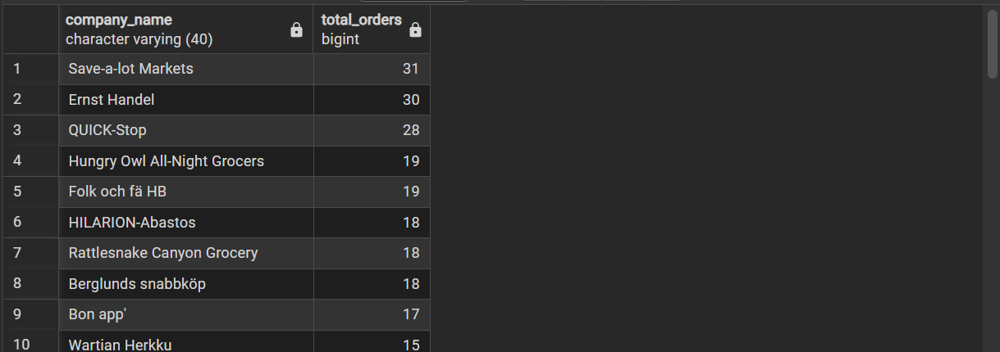 company_name total_orders
character varying (40) bigint
1 Save-a-lot Markets 31
2 Ernst Handel 30
3 QUICK-Stop 28
4 Hungry Owl All-Night Grocers 19
5 Folk och fä HB 19
6 HILARION-Abastos 18
7 Rattlesnake Canyon Grocery 18
8 Berglunds snabbköp 18
9 Bon app' 17
10 Wartian Herkku 15